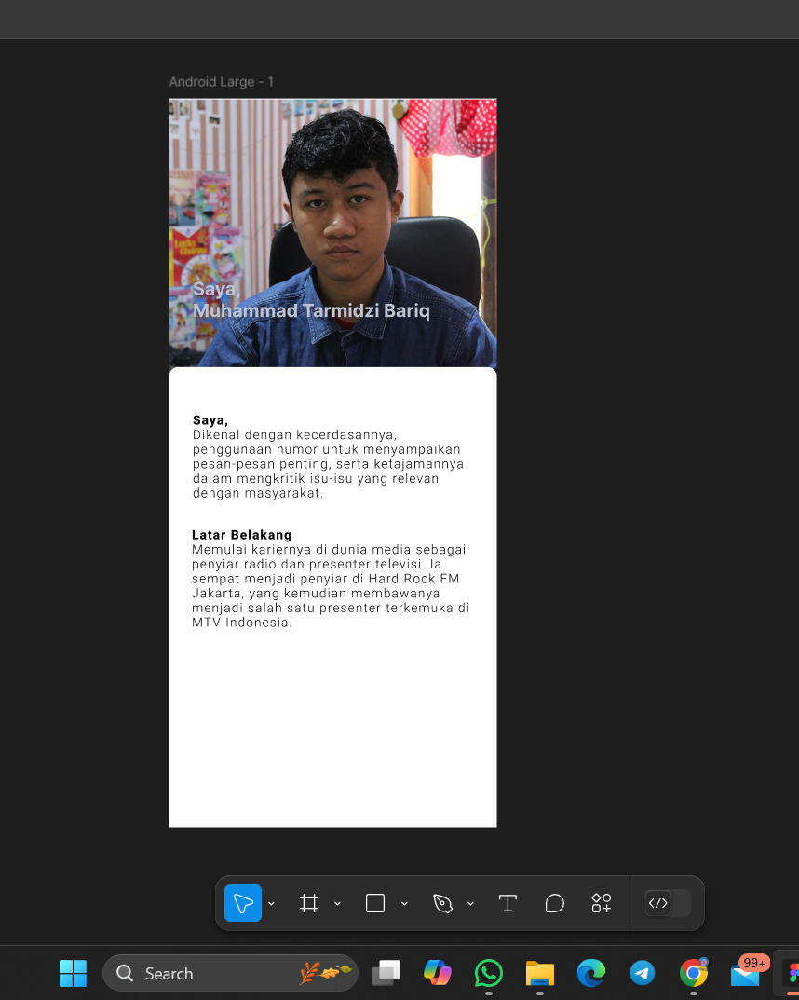 Android Large - 1
Lucky
Charms
Saya,
Muhammad Tarmidzi Bariq
Saya,
Dikenal dengan kecerdasannya,
penggunaan humor untuk menyampaikan
pesan-pesan penting, serta ketajamannya
dalam mengkritik isu-isu yang relevan
dengan masyarakat.
Latar Belakang
Memulai kariernya di dunia media sebagai
penyiar radio dan presenter televisi. Ia
sempat menjadi penyiar di Hard Rock FM
Jakarta, yang kemudian membawanya
menjadi salah satu presenter terkemuka di
MTV Indonesia.
Search
99+